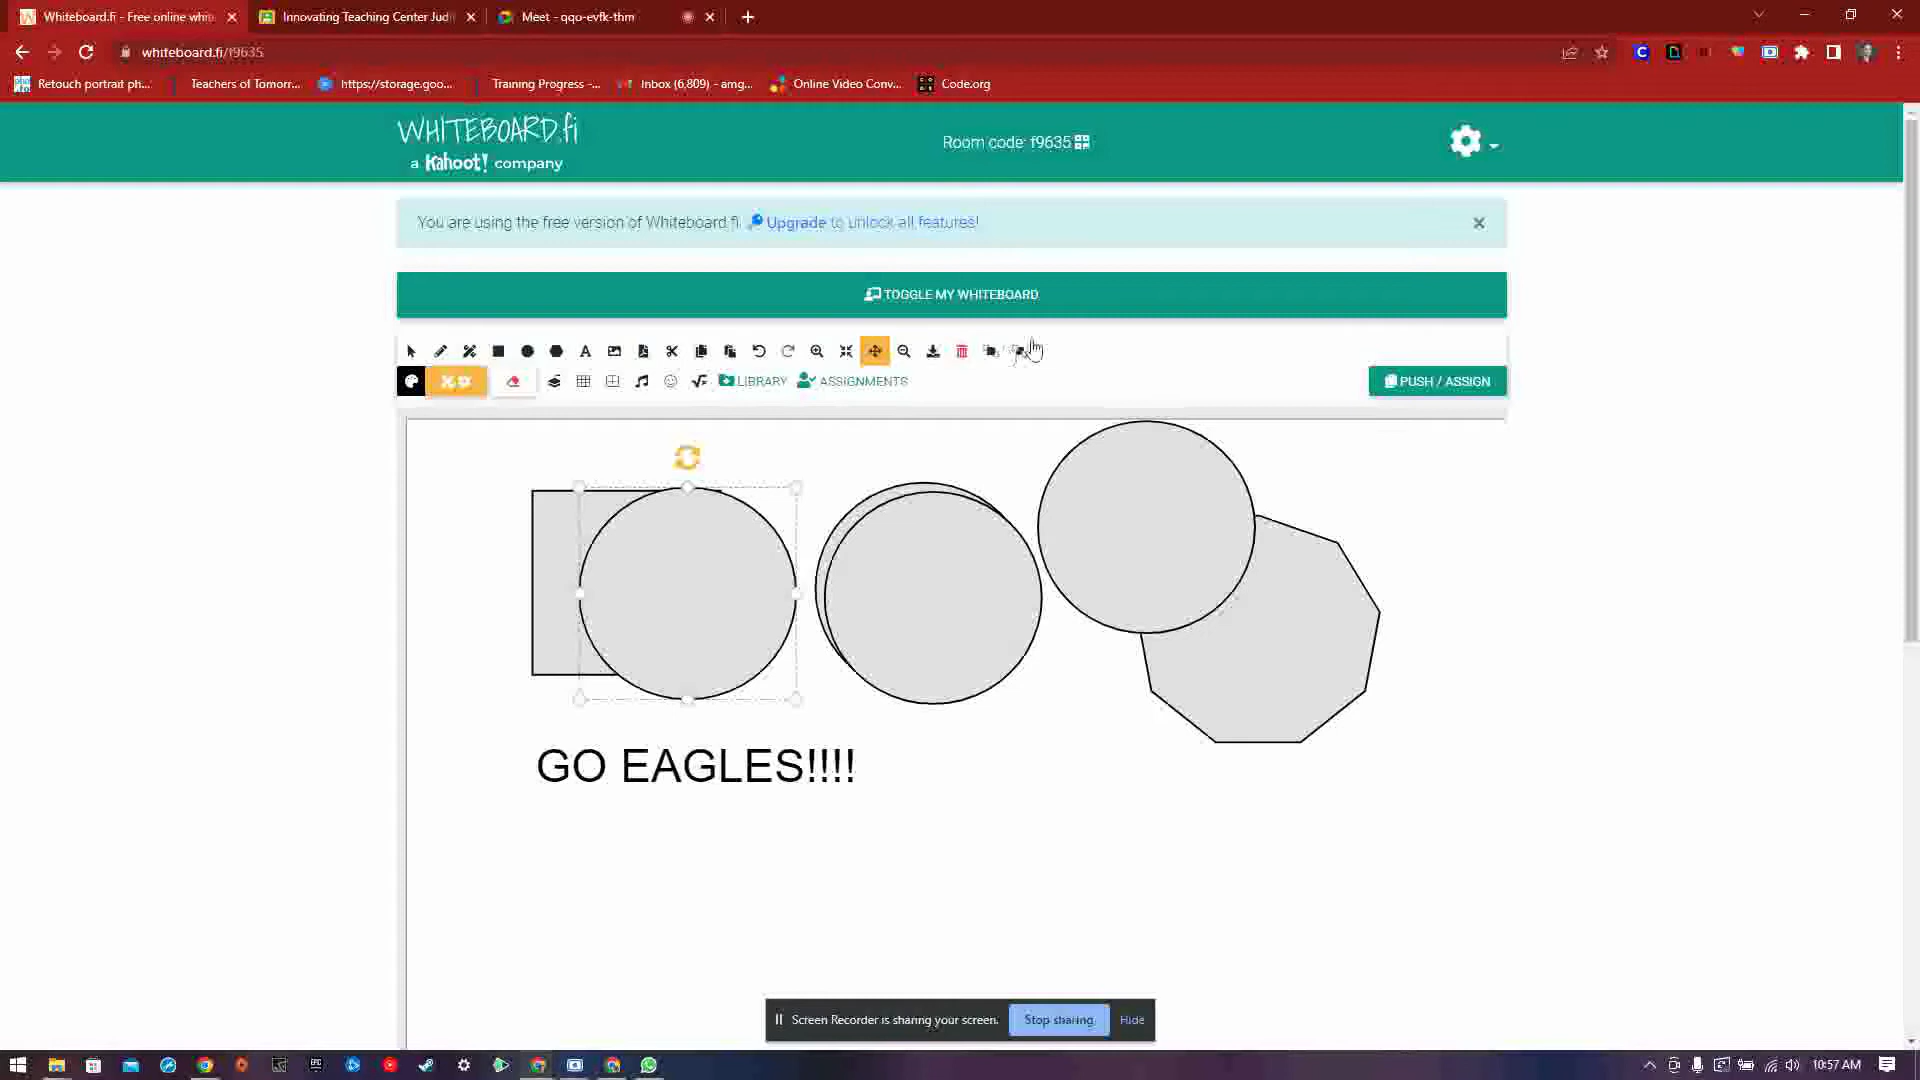 Whiteboard.fi - Free online whit
Innovating Teaching Center Judi
Meet - qqo-evfk-thm
whiteboard.fi/f9635
Retouch portrait ph...
Teachers of Tomorr...
https://storage.goo...
Training Progress -...
Inbox (6,809) - amg...
Online Video Conv...
Code.org
WHITEBOARD.fi
a Kahoot! company
Room code: f9635
You are using the free version of Whiteboard.fi. Upgrade to unlock all features!
TOGGLE MY WHITEBOARD
LIBRARY
ASSIGNMENTS
PUSH / ASSIGN
GO EAGLES!!!!
Screen Recorder is sharing your screen.
Stop sharing
Hide
10:57 AM